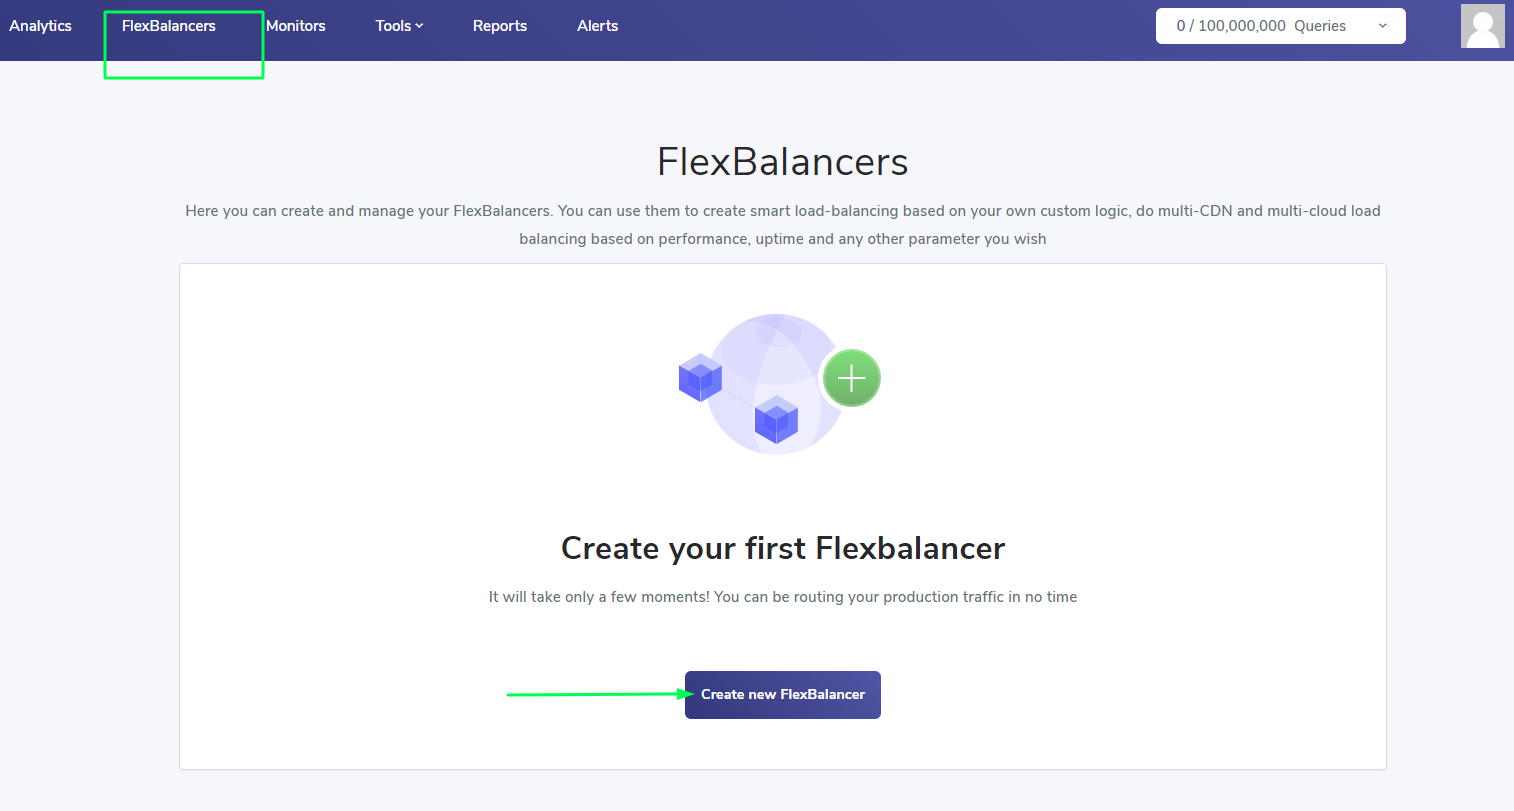 Analytics FlexBalancers Monitors Tools Reports Alerts 0 / 100,000,000 Queries
FlexBalancers
Here you can create and manage your FlexBalancers. You can use them to create smart load-balancing based on your own custom logic, do multi-CDN and multi-cloud load
balancing based on performance, uptime and any other parameter you wish
Create your first Flexbalancer
It will take only a few moments! You can be routing your production traffic in no time
Create new FlexBalancer